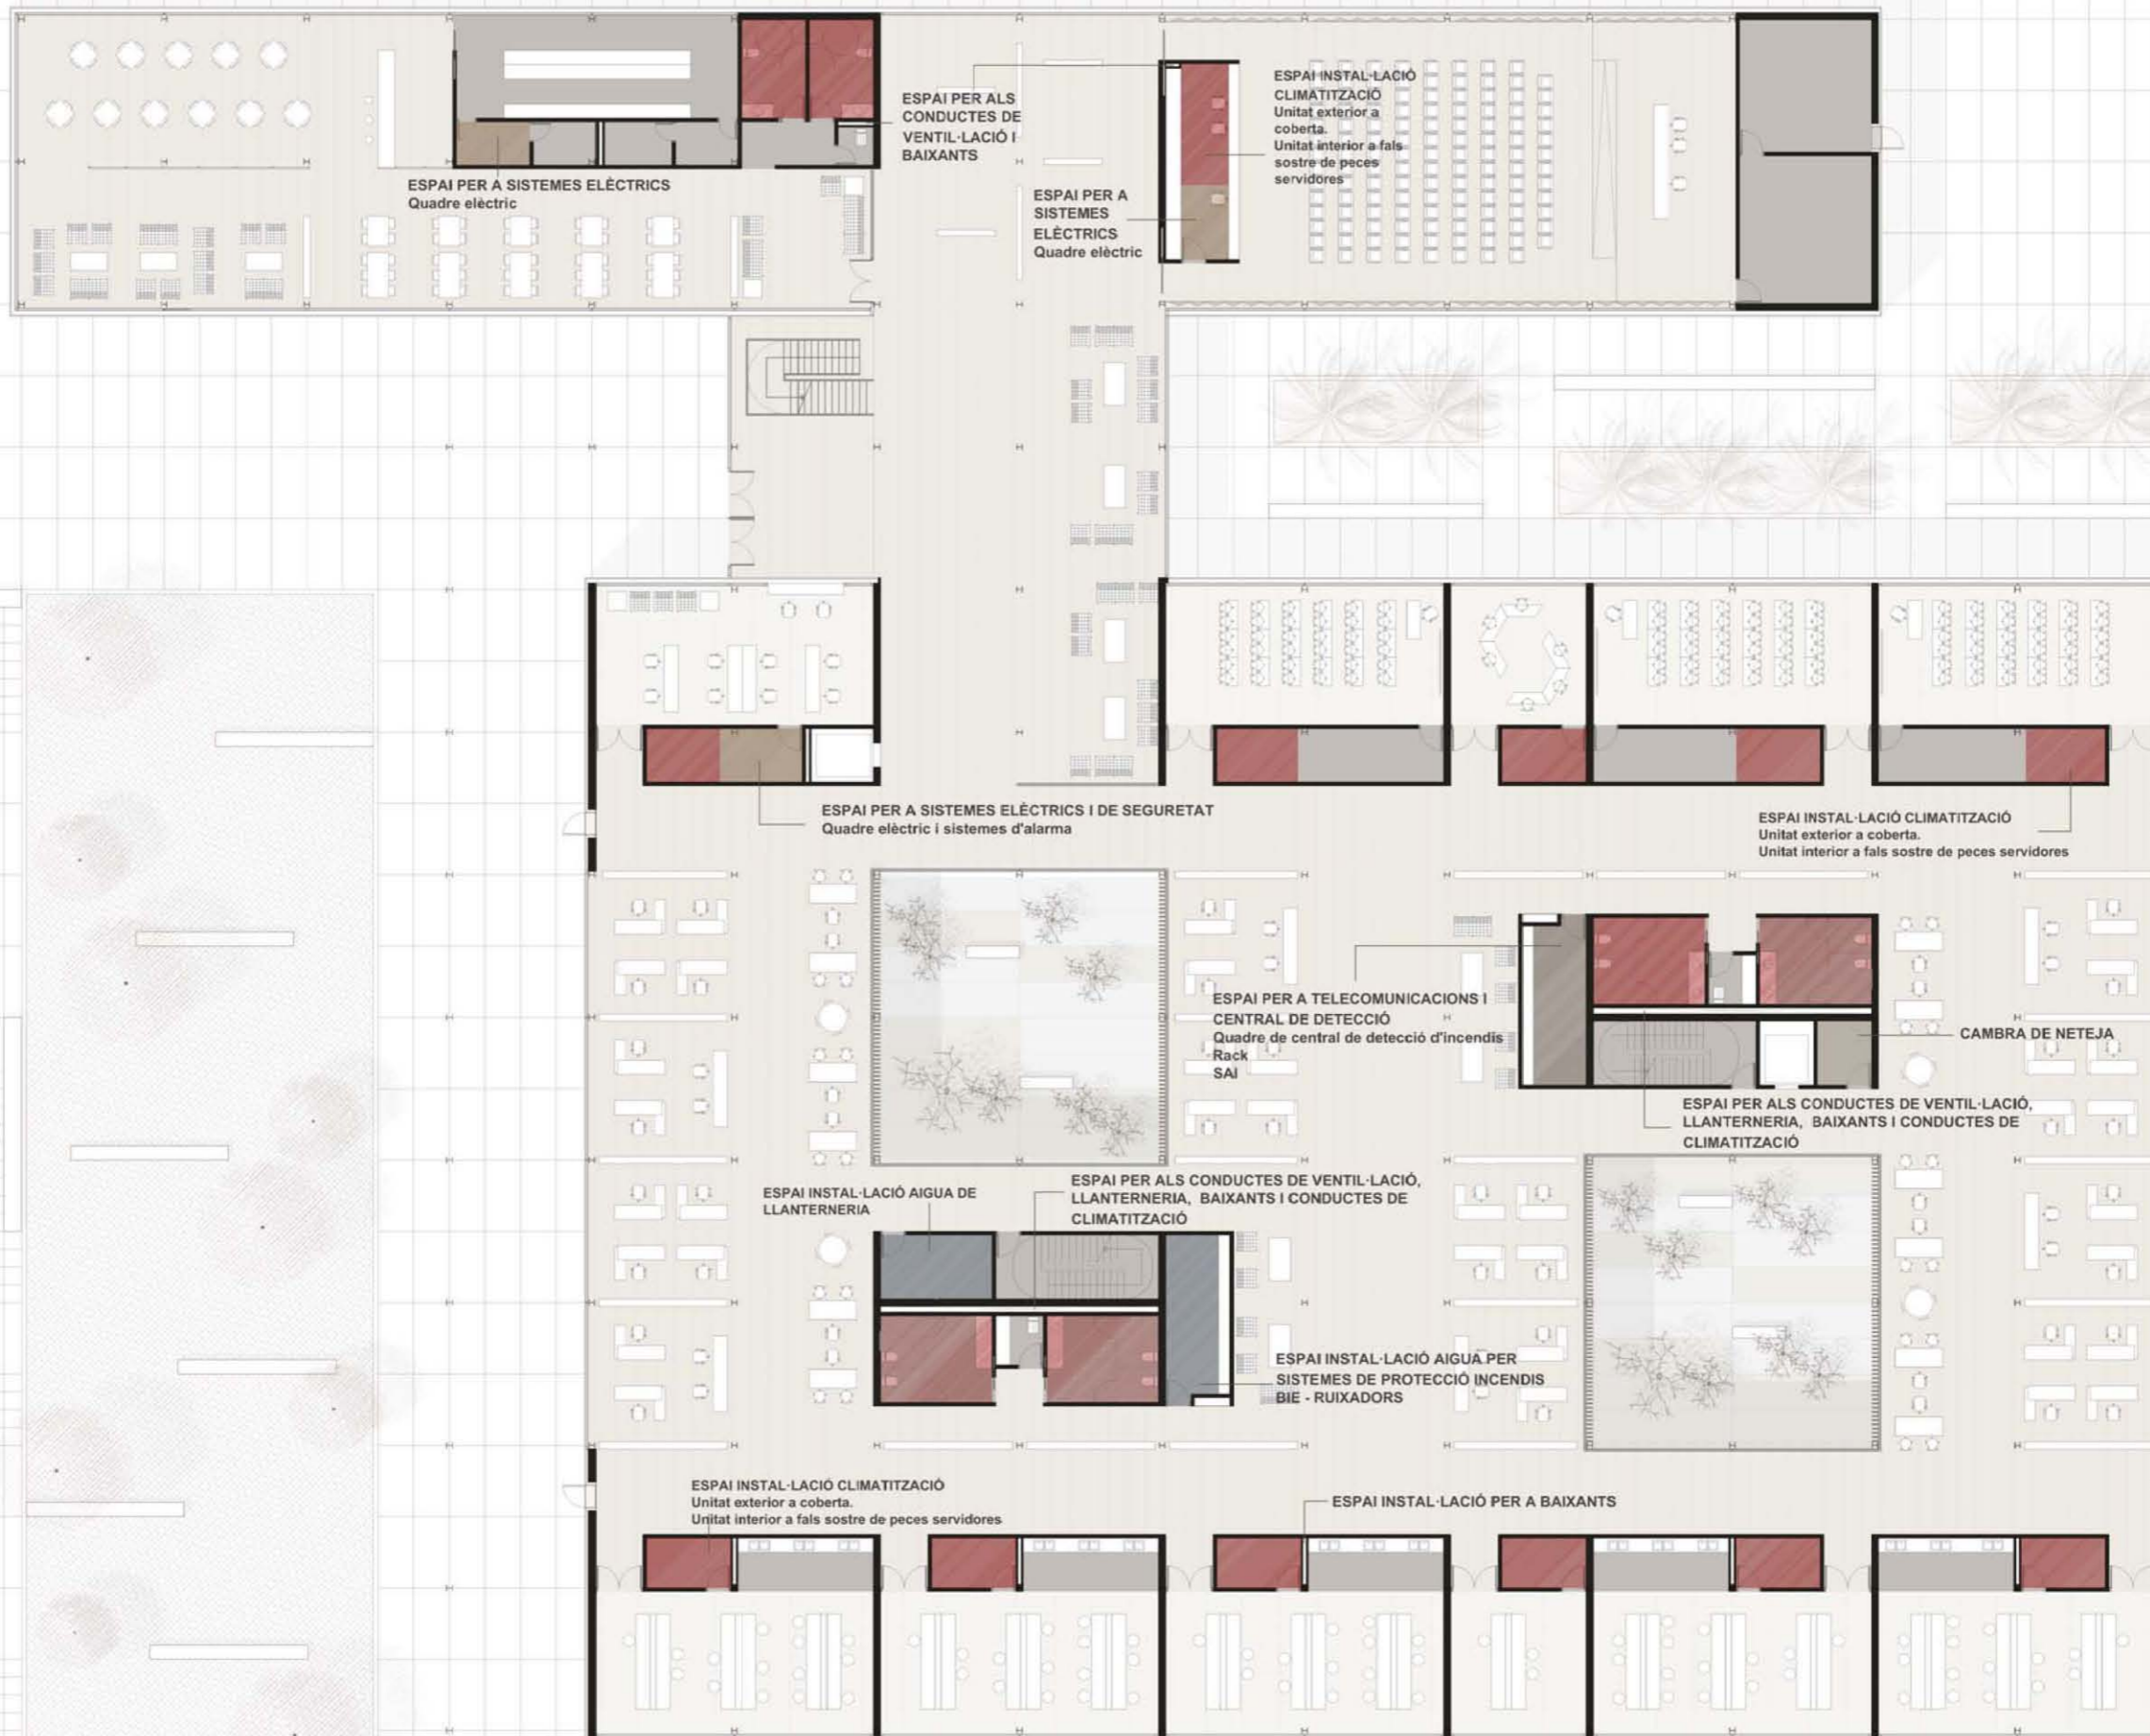 ESPAI PER ALS
CONDUCTES DE
VENTIL·LACIÓ I
BAIXANTS
ESPAI INSTAL·LACIÓ
CLIMATITZACIÓ
Unitat exterior a
coberta.
Unitat interior a fals
sostre de peces
servidores
ESPAI PER A SISTEMES ELÈCTRICS
Quadre elèctric
ESPAI PER A
SISTEMES
ELÈCTRICS
Quadre elèctric
ESPAI PER A SISTEMES ELÈCTRICS I DE SEGURETAT
Quadre elèctric i sistemes d'alarma
ESPAI INSTAL·LACIÓ CLIMATITZACIÓ
Unitat exterior a coberta.
Unitat interior a fals sostre de peces servidores
ESPAI PER A TELECOMUNICACIONS I
CENTRAL DE DETECCIÓ
Quadre de central de detecció d'incendis
Rack
SAI
CAMBRA DE NETEJA
ESPAI PER ALS CONDUCTES DE VENTIL·LACIÓ,
LLANTERNERIA, BAIXANTS I CONDUCTES DE
CLIMATITZACIÓ
ESPAI INSTAL·LACIÓ AIGUA DE
LLANTERNERIA
ESPAI PER ALS CONDUCTES DE VENTIL·LACIÓ,
LLANTERNERIA, BAIXANTS I CONDUCTES DE
CLIMATITZACIÓ
ESPAI INSTAL·LACIÓ AIGUA PER
SISTEMES DE PROTECCIÓ INCENDIS
BIE - RUIXADORS
ESPAI INSTAL·LACIÓ CLIMATITZACIÓ
Unitat exterior a coberta.
Unitat interior a fals sostre de peces servidores
ESPAI INSTAL·LACIÓ PER A BAIXANTS